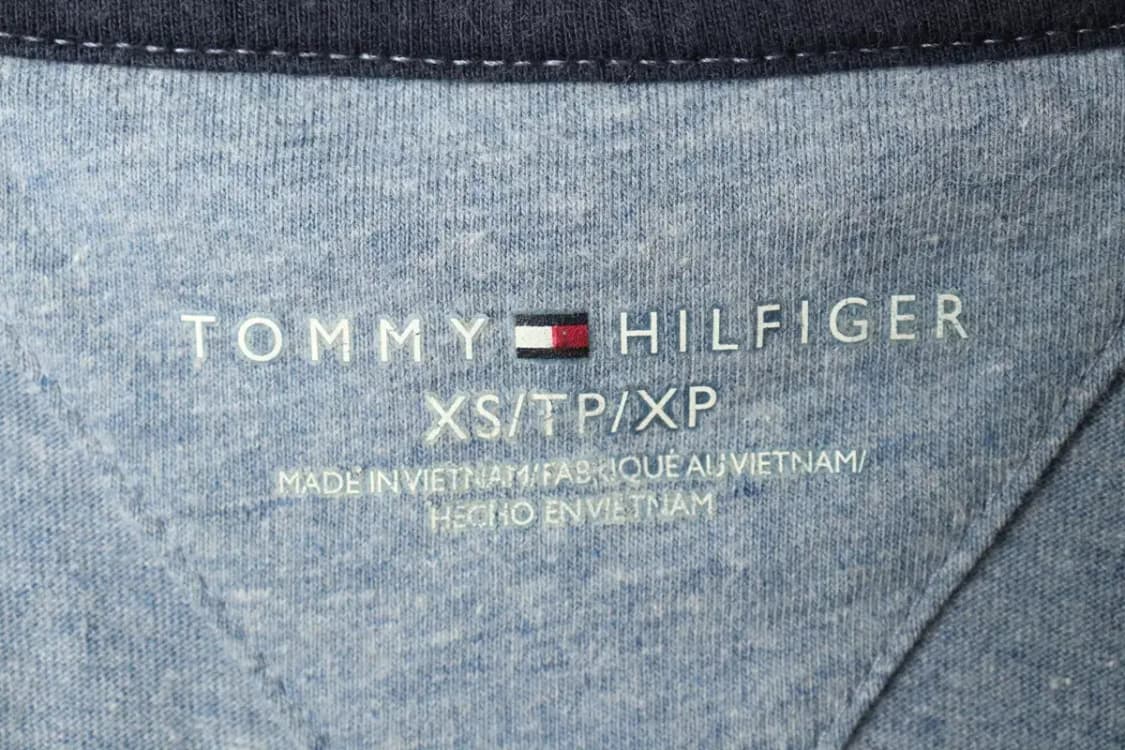 TOMMY HILFIGER
XS/TP/XP
MADE IN VIETNAM/FABRIQUÉ AU VIETNAM/
HECHO EN VIETNAM